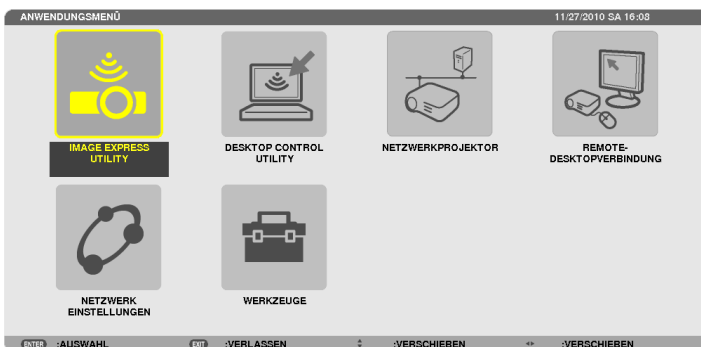 ANWENDUNGSMENÜ 11/27/2010 SA 16:08
IMAGE EXPRESS
UTILITY
DESKTOP CONTROL
UTILITY
NETZWERKPROJEKTOR
REMOTE-
DESKTOPVERBINDUNG
NETZWERK
EINSTELLUNGEN
WERKZEUGE
ENTER :AUSWAHL EXIT :VERLASSEN :VERSCHIEBEN :VERSCHIEBEN